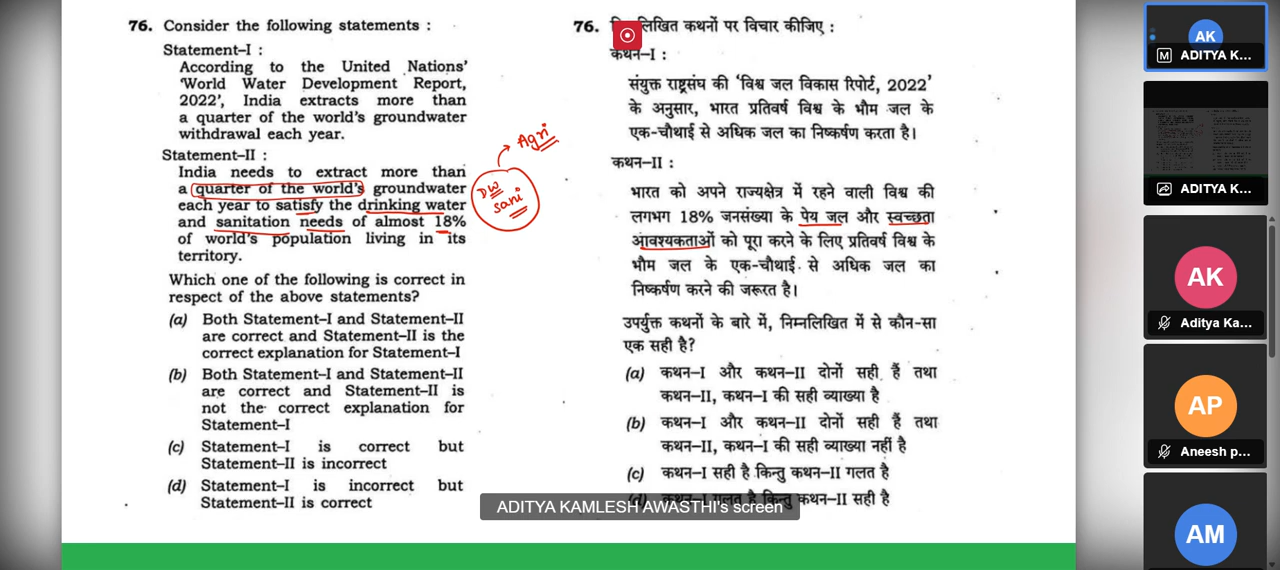 76. Consider the following statements :
Statement–I :
According to the United Nations'
'World Water Development Report,
2022', India extracts more than
a quarter of the world's groundwater
withdrawal each year.
Statement–II :
India needs to extract more than
a quarter of the world's groundwater
each year to satisfy the drinking water
and sanitation needs of almost 18%
of world's population living in its
territory.
Which one of the following is correct in
respect of the above statements?
(a) Both Statement–I and Statement–II
are correct and Statement–II is the
correct explanation for Statement–I
(b) Both Statement–I and Statement–II
are correct and Statement–II is
not the correct explanation for
Statement–I
(c) Statement–I is correct but
Statement–II is incorrect
(d) Statement–I is incorrect but
Statement–II is correct
Agri
DW
sani
76. लिखित कथनों पर विचार कीजिए :
कथन–I :
संयुक्त राष्ट्रसंघ की 'विश्व जल विकास रिपोर्ट, 2022'
के अनुसार, भारत प्रतिवर्ष विश्व के भौम जल के
एक-चौथाई से अधिक जल का निष्कर्षण करता है।
कथन–II :
भारत को अपने राज्यक्षेत्र में रहने वाली विश्व की
लगभग 18% जनसंख्या के पेय जल और स्वच्छता
आवश्यकताओं को पूरा करने के लिए प्रतिवर्ष विश्व के
भौम जल के एक-चौथाई से अधिक जल का
निष्कर्षण करने की जरूरत है।
उपर्युक्त कथनों के बारे में, निम्नलिखित में से कौन-सा
एक सही है?
(a) कथन–I और कथन–II दोनों सही हैं तथा
कथन–II, कथन–I की सही व्याख्या है
(b) कथन–I और कथन–II दोनों सही हैं तथा
कथन–II, कथन–I की सही व्याख्या नहीं है
(c) कथन–I सही है किन्तु कथन–II गलत है
(d) कथन–I गलत है किन्तु कथन–II सही है
ADITYA KAMLESH AWASTHI's screen
AK
ADITYA K...
ADITYA K...
AK
Aditya Ka...
AP
Aneesh p...
AM